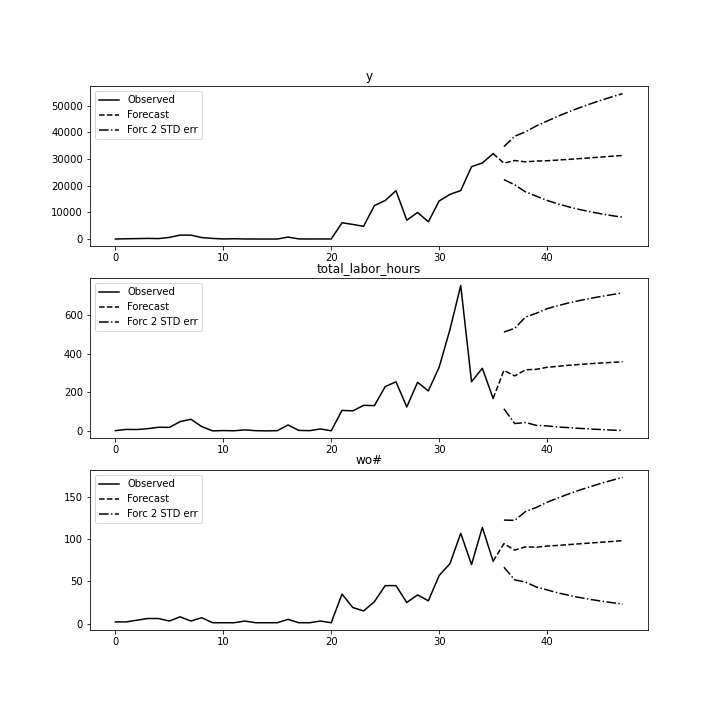 y
50000
40000
30000
20000
10000
0
Observed
Forecast
Forc 2 STD err
0 10 20 30 40
total_labor_hours
600
400
200
0
Observed
Forecast
Forc 2 STD err
0 10 20 30 40
wo#
150
100
50
0
Observed
Forecast
Forc 2 STD err
0 10 20 30 40